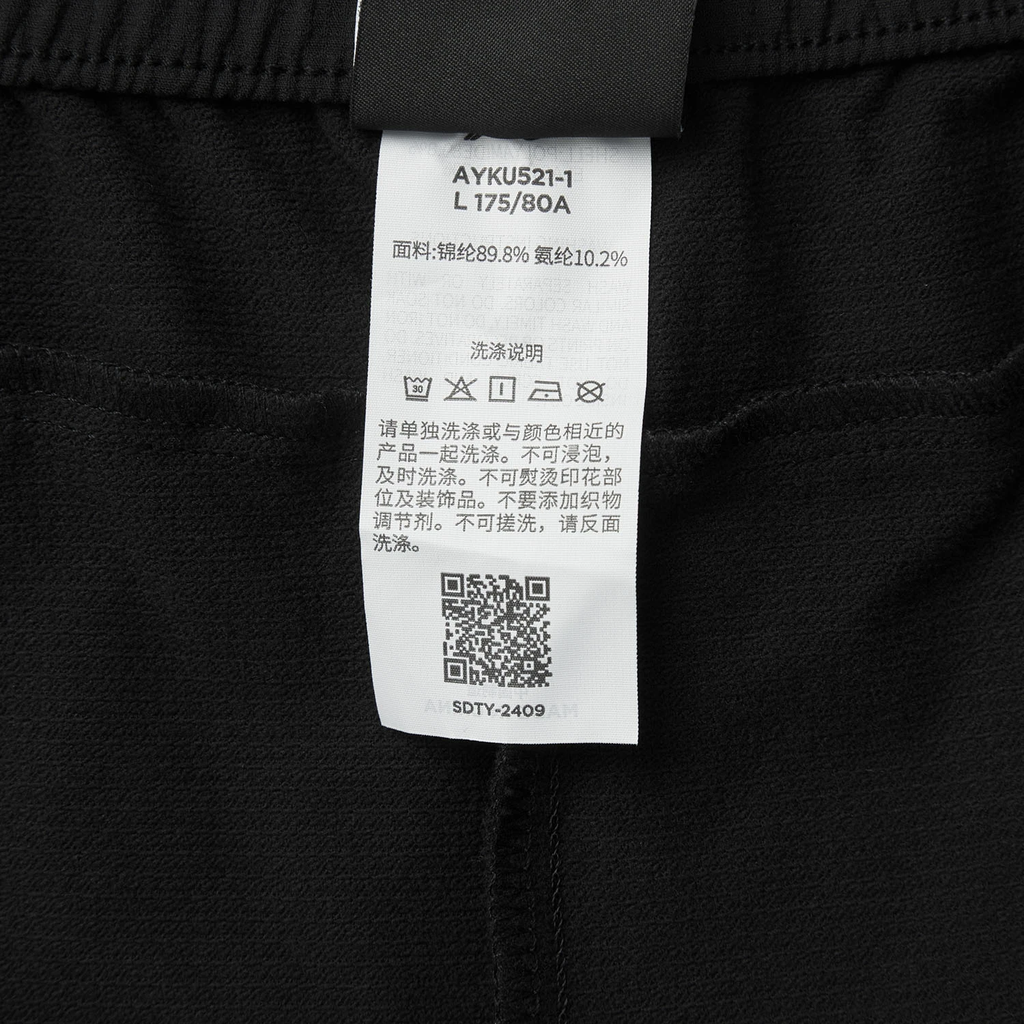 AYKU521-1
L 175/80A
面料:锦纶89.8% 氨纶10.2%
洗涤说明
30
请单独洗涤或与颜色相近的
产品一起洗涤。不可浸泡，
及时洗涤。不可熨烫印花部
位及装饰品。不要添加织物
调节剂。不可搓洗，请反面
洗涤。
SDTY-2409